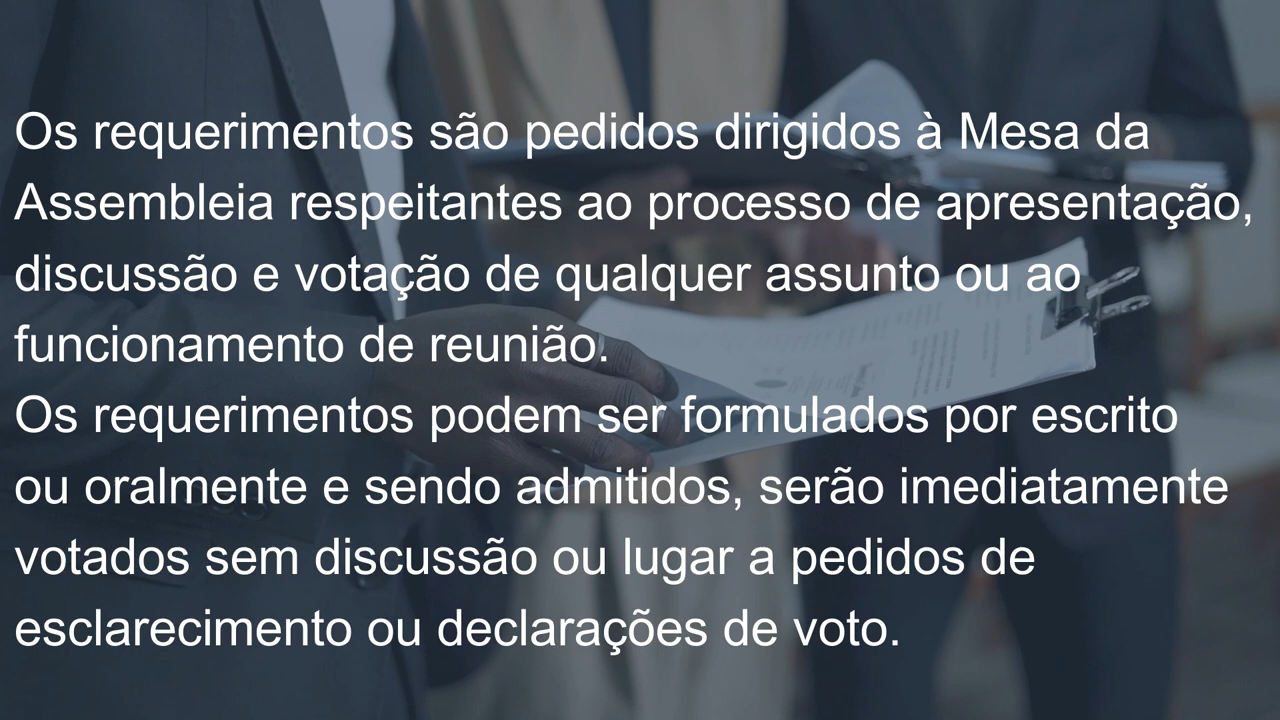 Os requerimentos são pedidos dirigidos à Mesa da
Assembleia respeitantes ao processo de apresentação,
discussão e votação de qualquer assunto ou ao
funcionamento de reunião.
Os requerimentos podem ser formulados por escrito
ou oralmente e sendo admitidos, serão imediatamente
votados sem discussão ou lugar a pedidos de
esclarecimento ou declarações de voto.